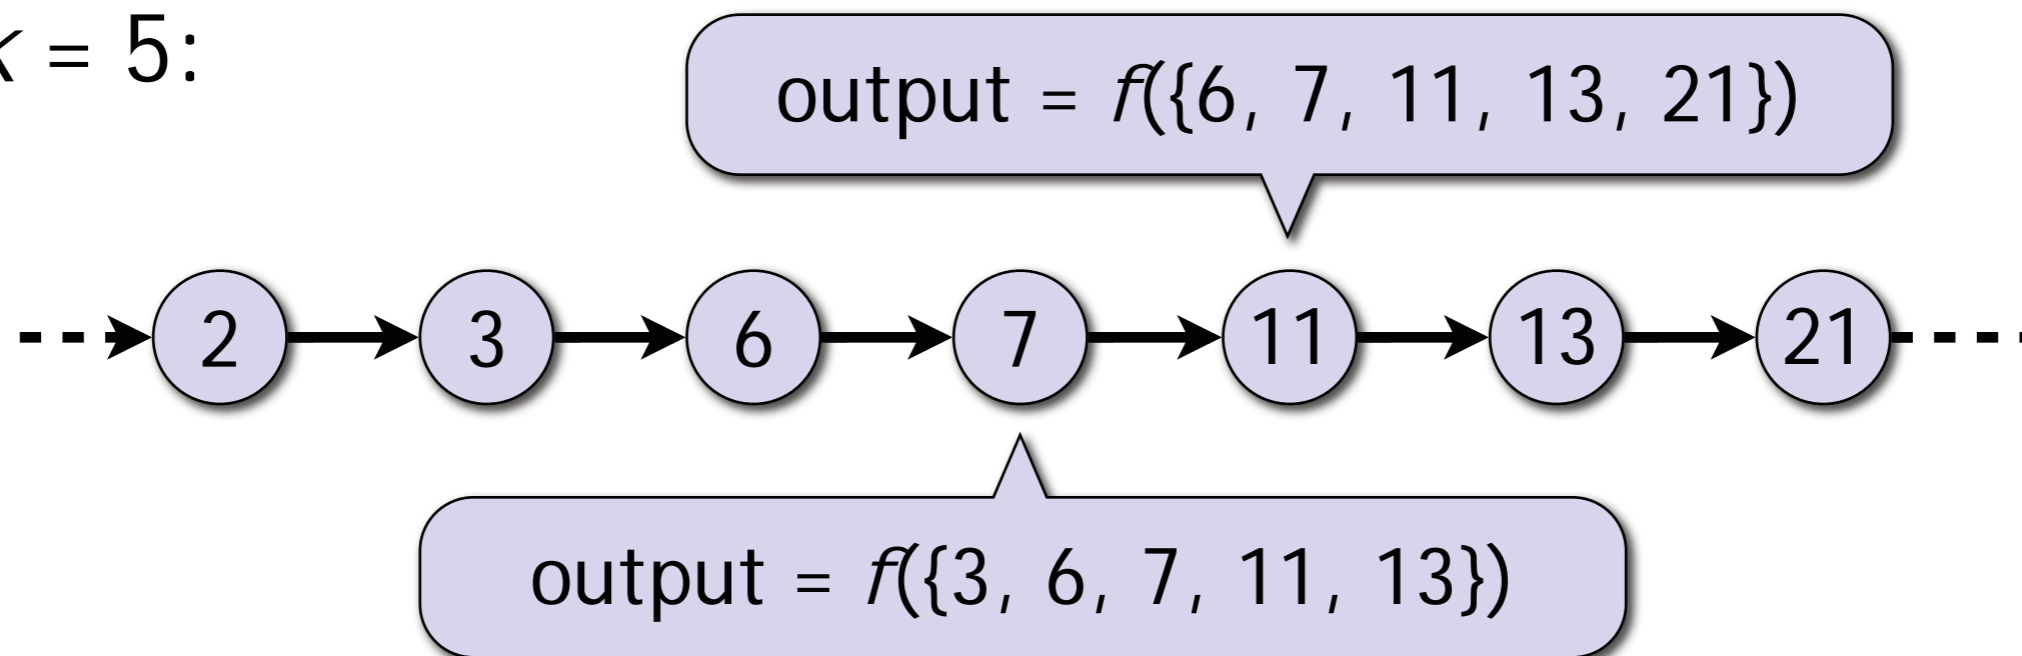 k = 5:
output = f({6, 7, 11, 13, 21})
2 3 6 7 11 13 21
output = f({3, 6, 7, 11, 13})